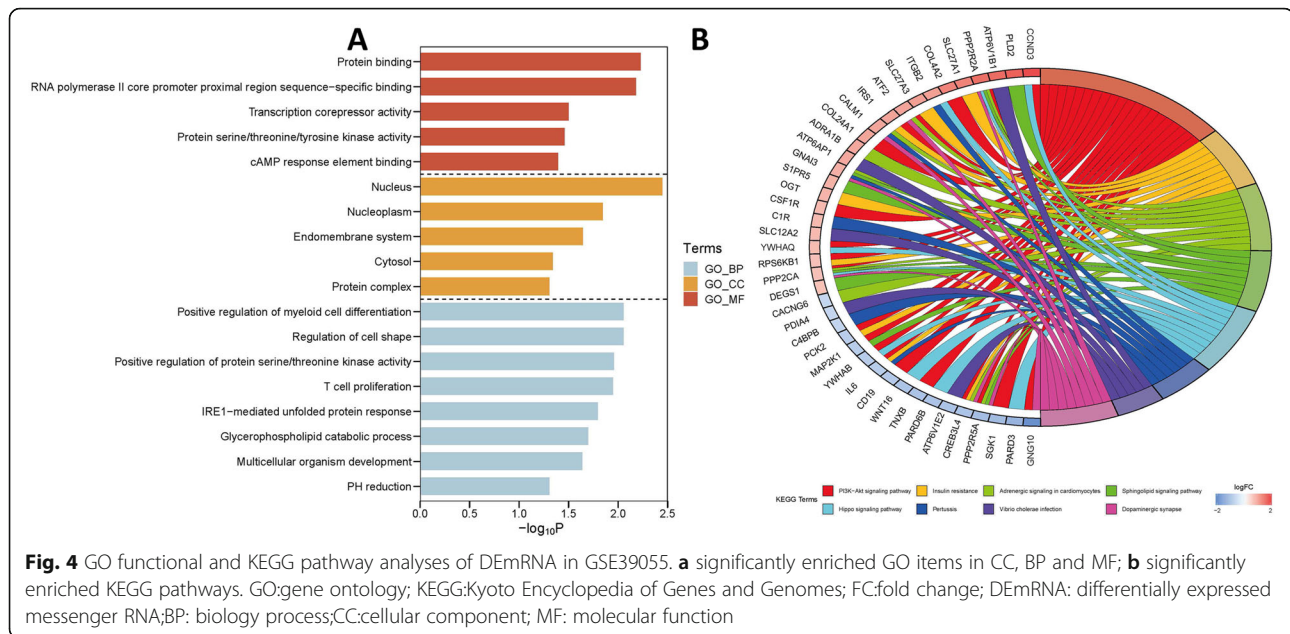 A
Protein binding
RNA polymerase II core promoter proximal region sequence−specific binding
Transcription corepressor activity
Protein serine/threonine/tyrosine kinase activity
cAMP response element binding
Nucleus
Nucleoplasm
Endomembrane system
Cytosol
Protein complex
Positive regulation of myeloid cell differentiation
Regulation of cell shape
Positive regulation of protein serine/threonine kinase activity
T cell proliferation
IRE1−mediated unfolded protein response
Glycerophospholipid catabolic process
Multicellular organism development
PH reduction
0.0 0.5 1.0 1.5 2.0 2.5
−log10P
Terms
GO_BP
GO_CC
GO_MF
B
CCND3
PLD2
ATP6V1B1
PPP2R2A
SLC27A1
COL4A2
ITGB2
ATF2
SLC27A3
IRS1
CALM1
COL24A1
ADRA1B
ATP6AP1
GNAI3
S1PR5
OGT
CSF1R
C1R
SLC12A2
YWHAQ
RPS6KB1
PPP2CA
DEGS1
CACNG6
PDIA4
C4BPB
PCK2
MAP2K1
YWHAB
IL6
CD19
WNT16
TNXB
PARD6B
ATP6V1E2
CREB3L4
PPP2R5A
SGK1
PARD3
GNG10
KEGG Terms
PI3K−Akt signaling pathway
Insulin resistance
Adrenergic signaling in cardiomyocytes
Sphingolipid signaling pathway
Hippo signaling pathway
Pertussis
Vibrio cholerae infection
Dopaminergic synapse
logFC
−2 2
Fig. 4 GO functional and KEGG pathway analyses of DEmRNA in GSE39055. a significantly enriched GO items in CC, BP and MF; b significantly
enriched KEGG pathways. GO:gene ontology; KEGG:Kyoto Encyclopedia of Genes and Genomes; FC:fold change; DEmRNA: differentially expressed
messenger RNA;BP: biology process;CC:cellular component; MF: molecular function